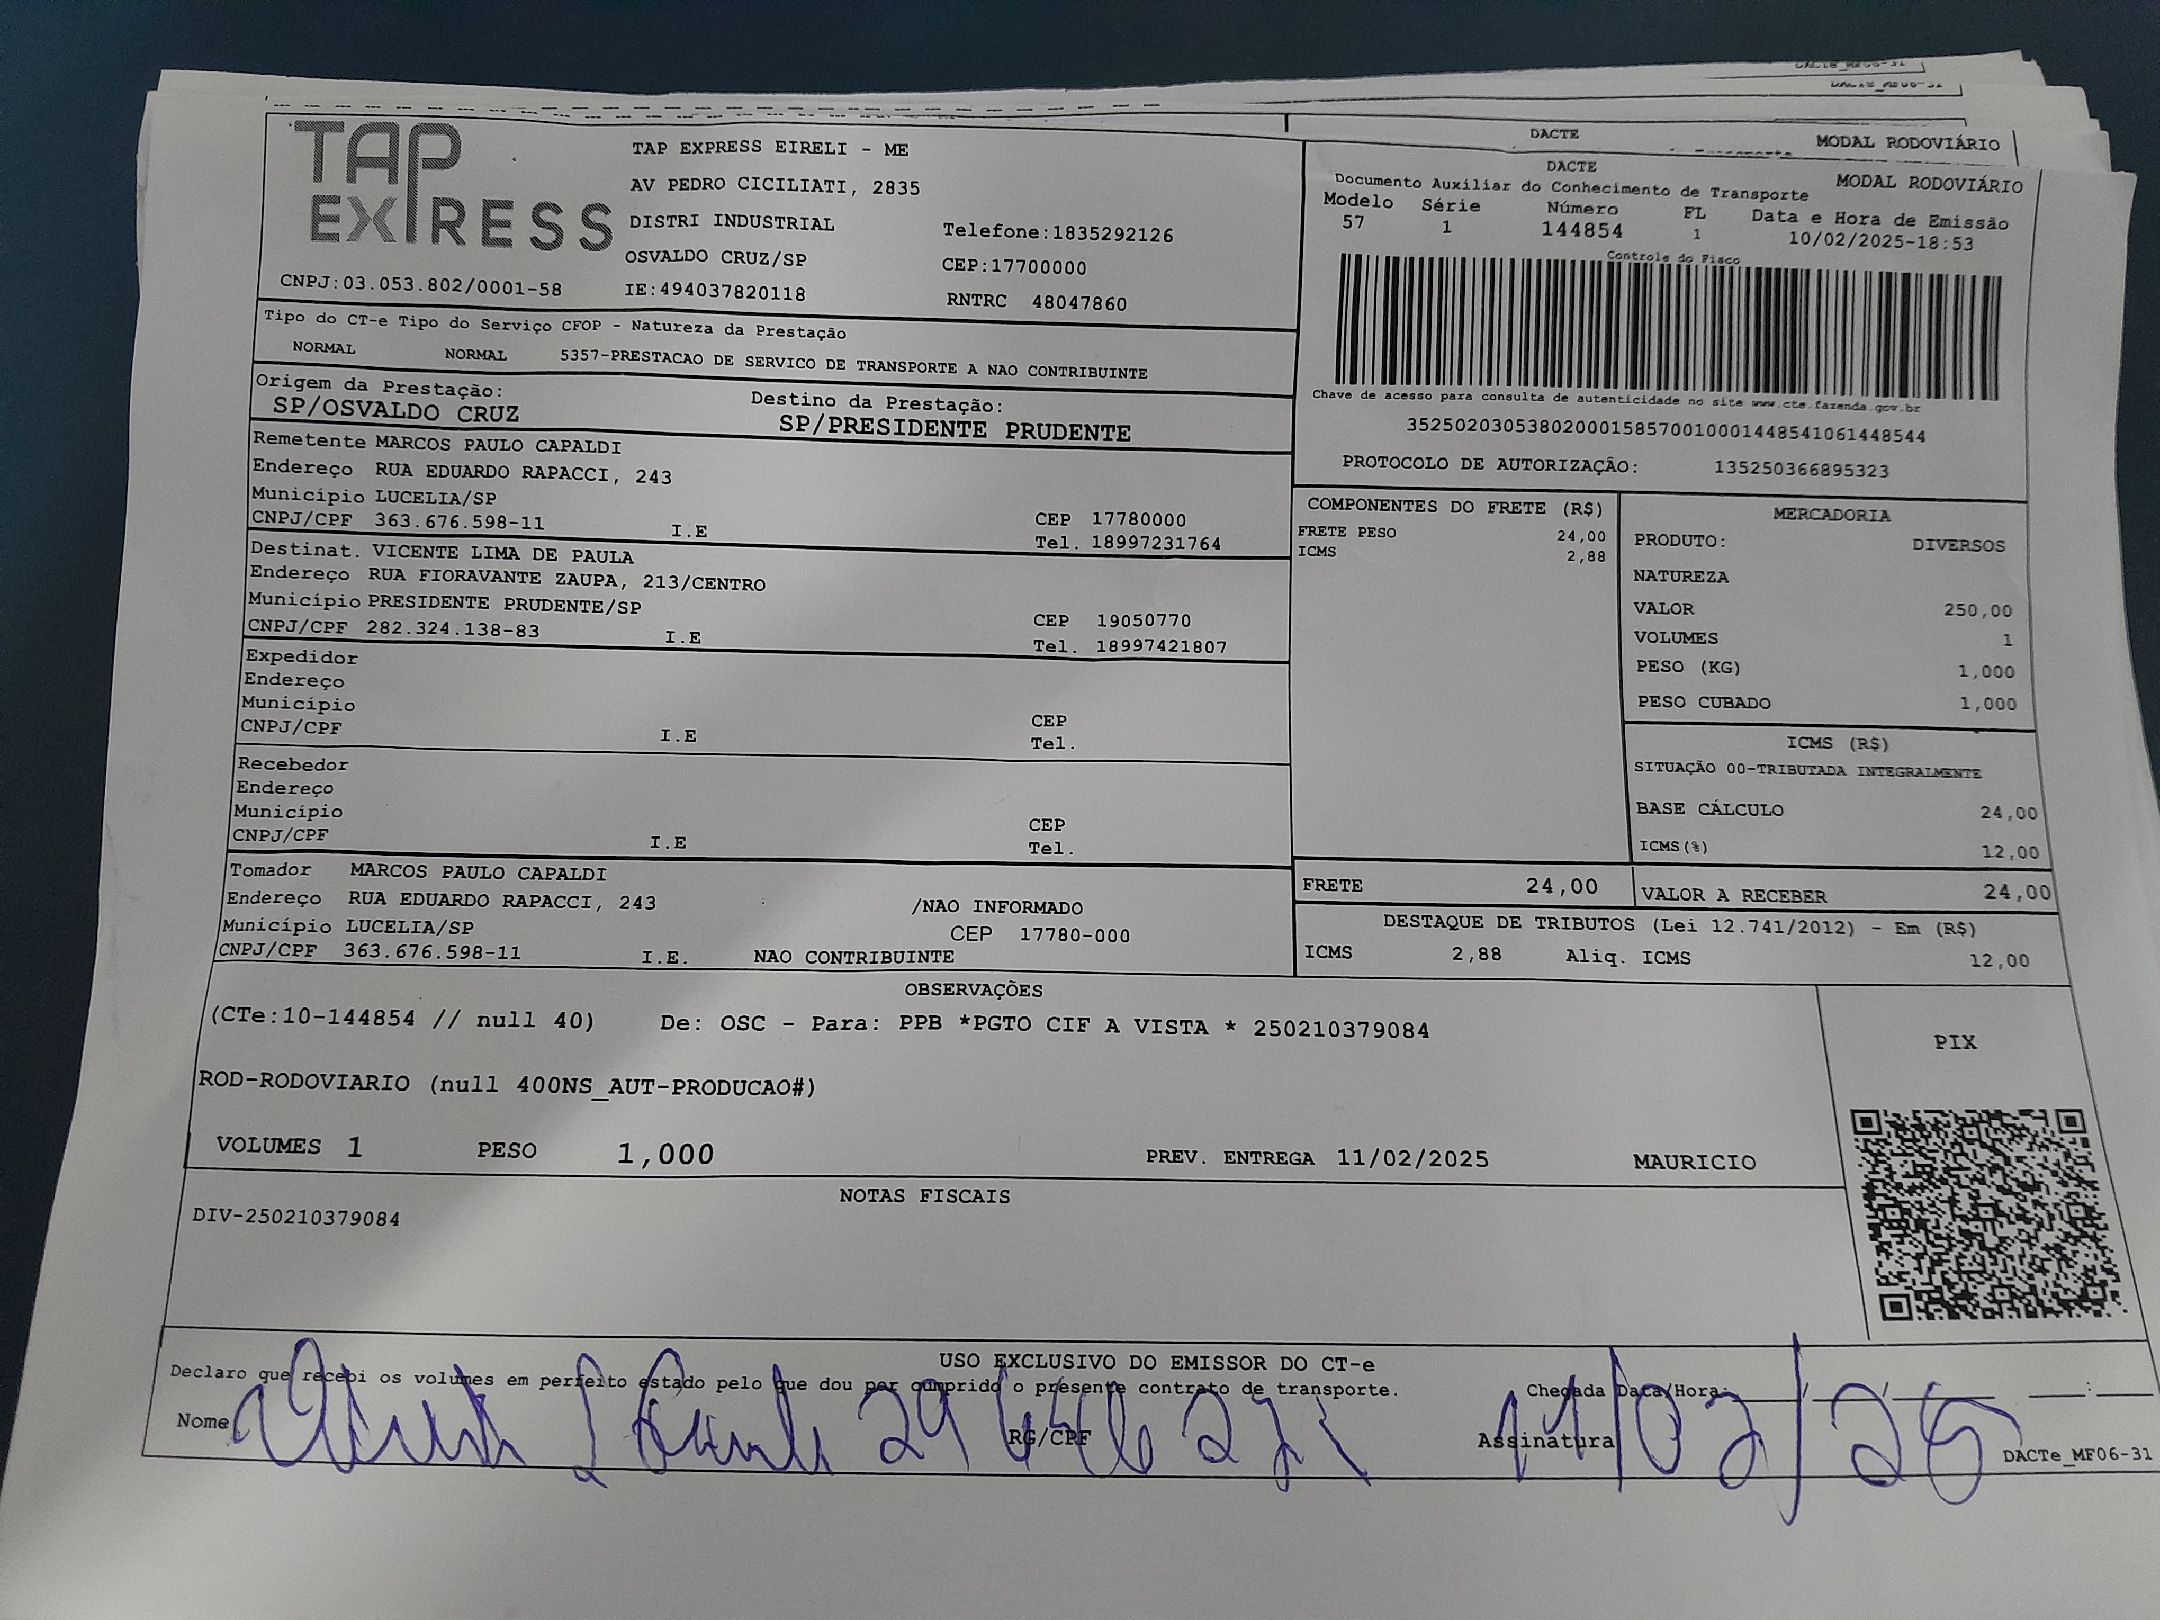 DACTe_MF06-31
DACTE
MODAL RODOVIÁRIO
TAP
EXPRESS
TAP EXPRESS EIRELI - ME
AV PEDRO CICILIATI, 2835
DISTRI INDUSTRIAL
Telefone:1835292126
OSVALDO CRUZ/SP
CEP:17700000
CNPJ:03.053.802/0001-58
IE:494037820118
RNTRC 48047860
DACTE
MODAL RODOVIÁRIO
Documento Auxiliar do Conhecimento de Transporte
Modelo Série Número FL Data e Hora de Emissão
57 1 144854 1 10/02/2025-18:53
Controle do Fisco
Chave de acesso para consulta de autenticidade no site www.cte.fazenda.gov.br
35250203053802000158570010001448541061448544
PROTOCOLO DE AUTORIZAÇÃO: 135250366895323
Tipo do CT-e Tipo do Serviço CFOP - Natureza da Prestação
NORMAL NORMAL 5357-PRESTACAO DE SERVICO DE TRANSPORTE A NAO CONTRIBUINTE
Origem da Prestação: Destino da Prestação:
SP/OSVALDO CRUZ SP/PRESIDENTE PRUDENTE
Remetente MARCOS PAULO CAPALDI
Endereço RUA EDUARDO RAPACCI, 243
Município LUCELIA/SP CEP 17780000
CNPJ/CPF 363.676.598-11 I.E Tel. 18997231764
Destinat. VICENTE LIMA DE PAULA
Endereço RUA FIORAVANTE ZAUPA, 213/CENTRO
Município PRESIDENTE PRUDENTE/SP CEP 19050770
CNPJ/CPF 282.324.138-83 I.E Tel. 18997421807
Expedidor
Endereço
Município CEP
CNPJ/CPF I.E Tel.
Recebedor
Endereço
Município CEP
CNPJ/CPF I.E Tel.
Tomador MARCOS PAULO CAPALDI
Endereço RUA EDUARDO RAPACCI, 243 /NAO INFORMADO
Município LUCELIA/SP CEP 17780-000
CNPJ/CPF 363.676.598-11 I.E. NAO CONTRIBUINTE
COMPONENTES DO FRETE (R$)
FRETE PESO 24,00
ICMS 2,88
MERCADORIA
PRODUTO: DIVERSOS
NATUREZA
VALOR 250,00
VOLUMES 1
PESO (KG) 1,000
PESO CUBADO 1,000
ICMS (R$)
SITUAÇÃO 00-TRIBUTADA INTEGRALMENTE
BASE CÁLCULO 24,00
ICMS(%) 12,00
FRETE 24,00 VALOR A RECEBER 24,00
DESTAQUE DE TRIBUTOS (Lei 12.741/2012) - Em (R$)
ICMS 2,88 Aliq. ICMS 12,00
OBSERVAÇÕES
(CTe:10-144854 // null 40) De: OSC - Para: PPB *PGTO CIF A VISTA * 250210379084
ROD-RODOVIARIO (null 400NS_AUT-PRODUCAO#)
VOLUMES 1 PESO 1,000 PREV. ENTREGA 11/02/2025 MAURICIO
PIX
NOTAS FISCAIS
DIV-250210379084
USO EXCLUSIVO DO EMISSOR DO CT-e
Declaro que recebi os volumes em perfeito estado pelo que dou por cumprido o presente contrato de transporte.
Chegada Data/Hora: / / :
Nome RG/CPF Assinatura 11/02/25
DACTe_MF06-31